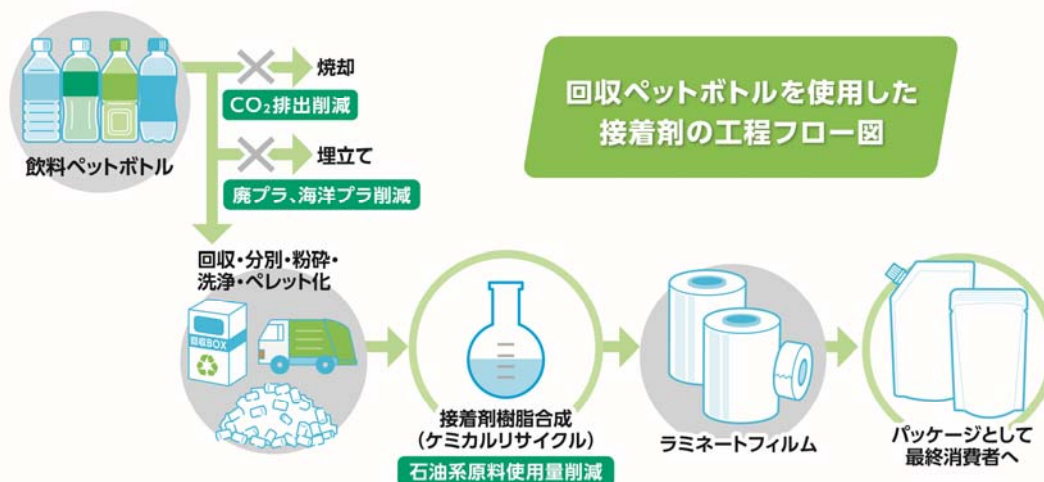 回収ペットボトルを使用した
接着剤の工程フロー図
飲料ペットボトル
焼却
CO₂排出削減
埋立て
廃プラ、海洋プラ削減
回収・分別・粉砕・
洗浄・ペレット化
回収BOX
接着剤樹脂合成
(ケミカルリサイクル)
石油系原料使用量削減
ラミネートフィルム
パッケージとして
最終消費者へ